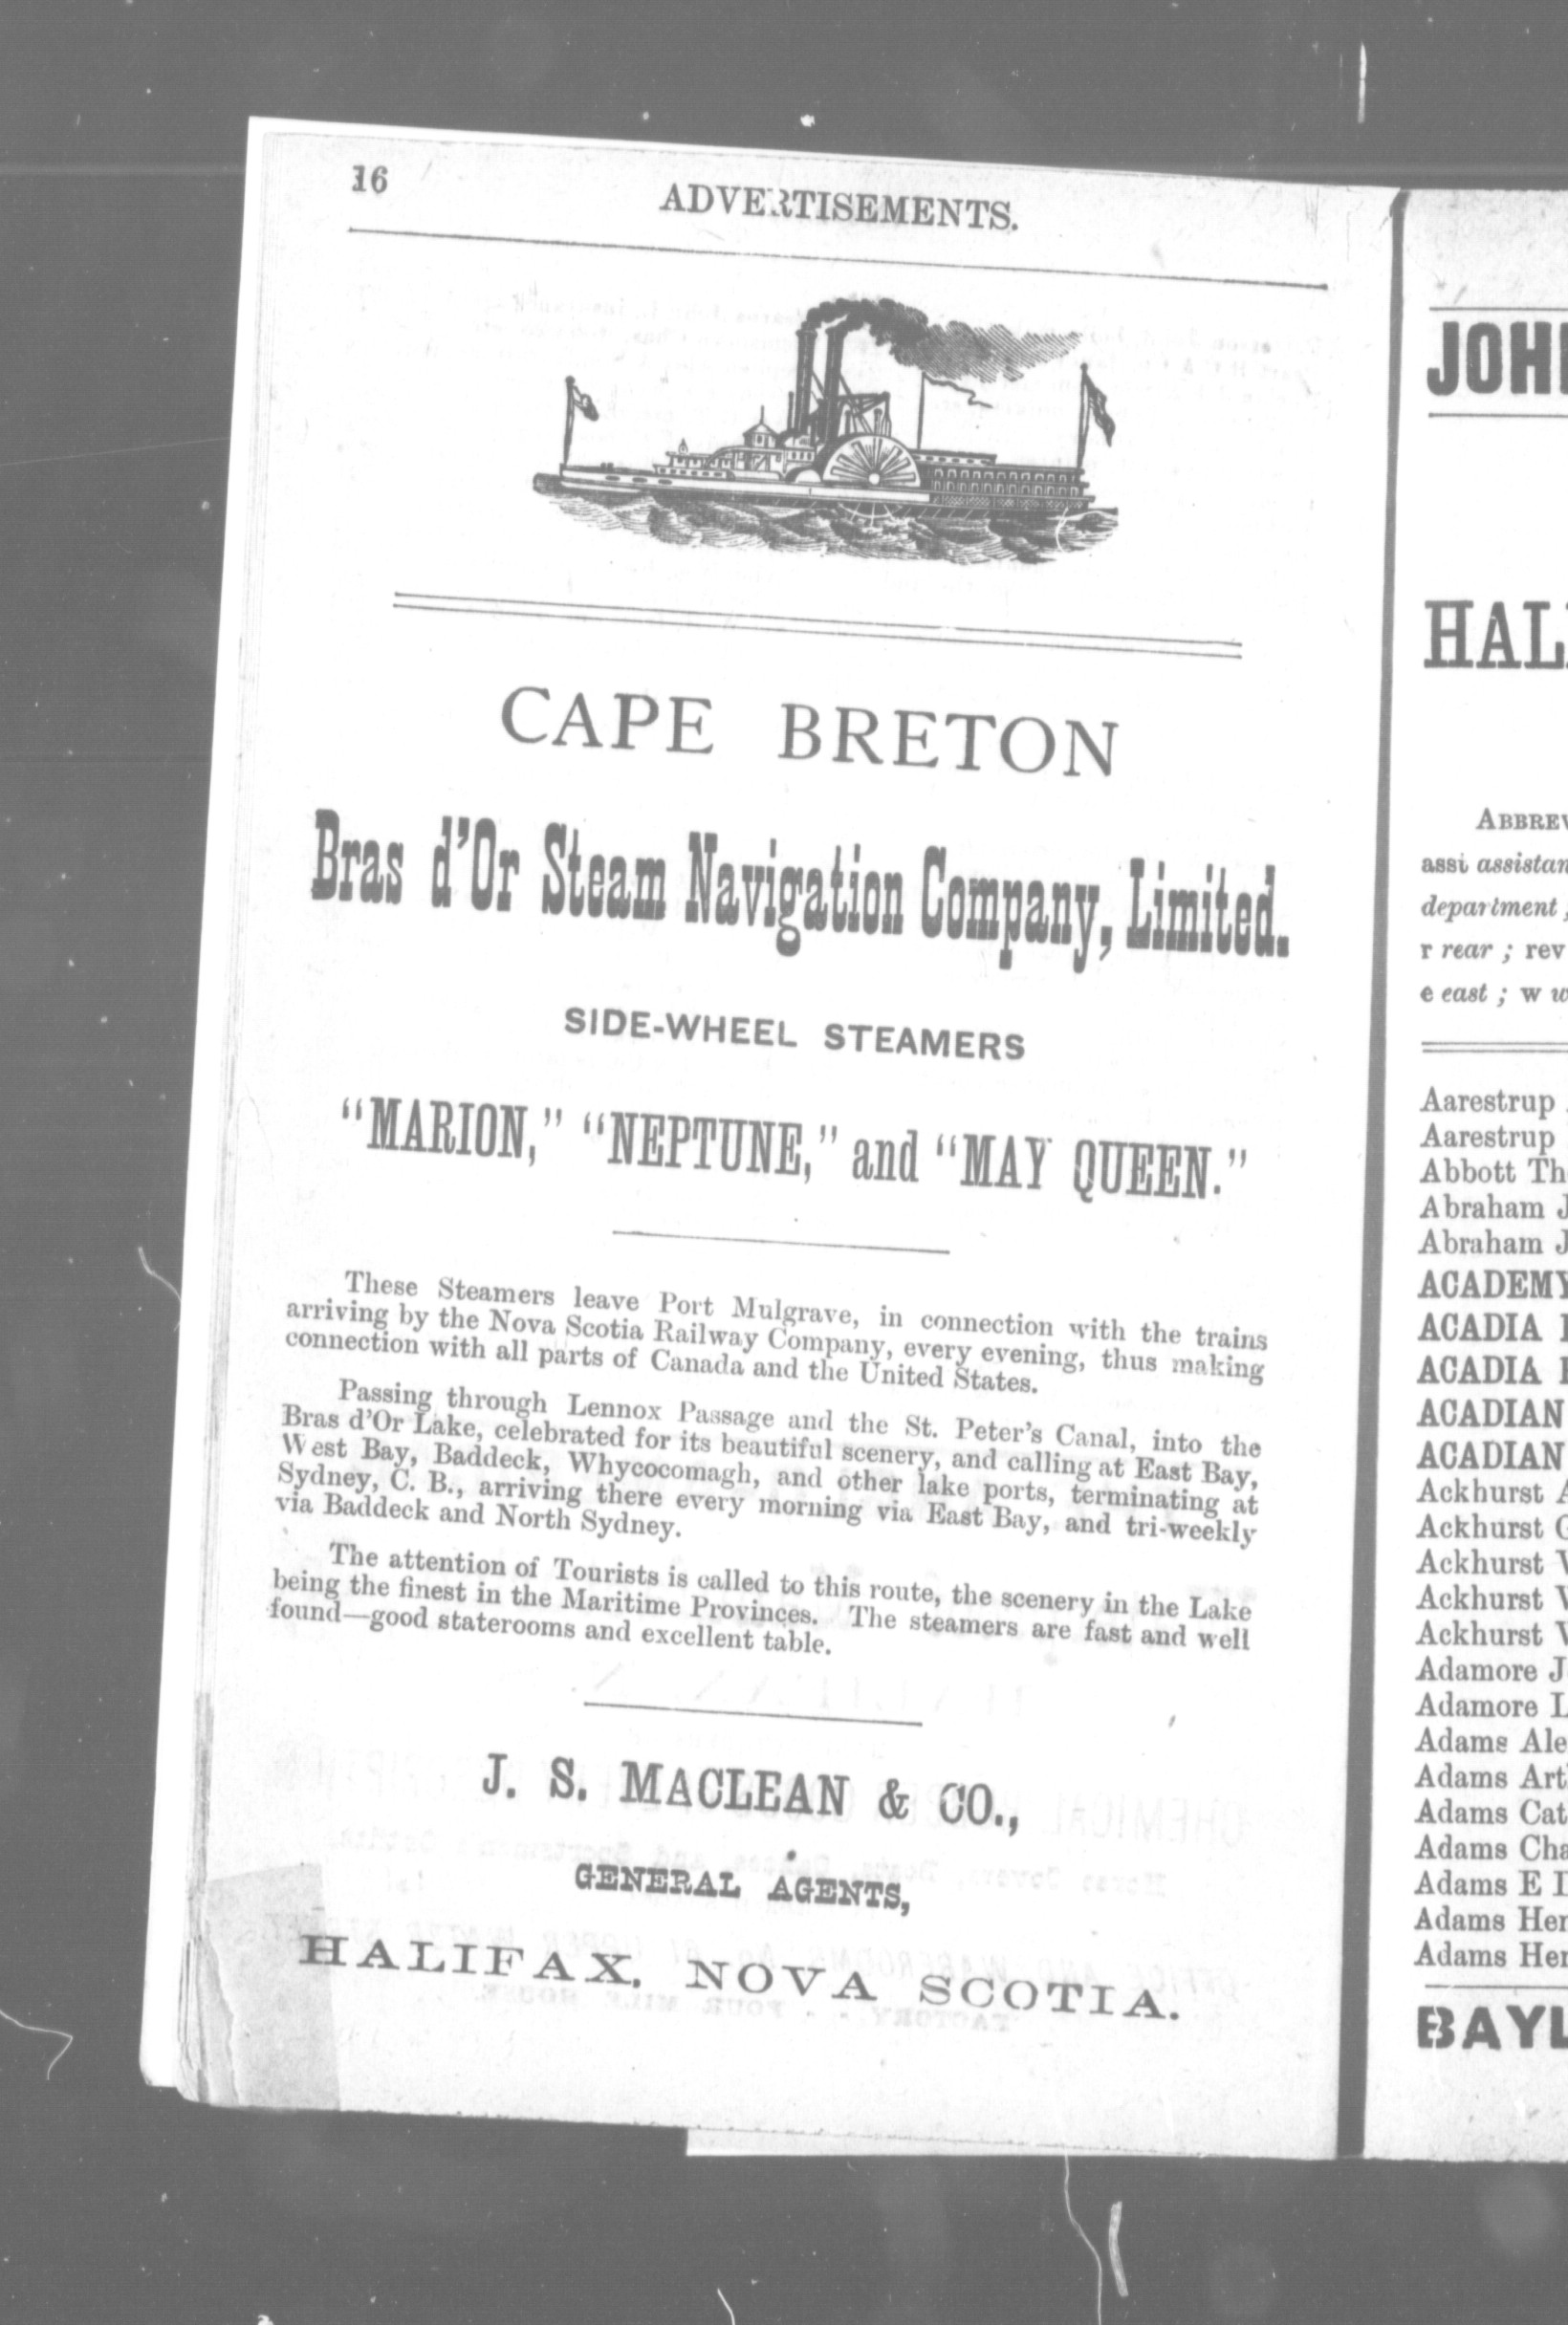 16
ADVERTISEMENTS.
CAPE BRETON
Bras d'Or Steam Navigation Company, Limited.
SIDE-WHEEL STEAMERS
"MARION," "NEPTUNE," and "MAY QUEEN."
These Steamers leave Port Mulgrave, in connection with the trains
arriving by the Nova Scotia Railway Company, every evening, thus making
connection with all parts of Canada and the United States.
Passing through Lennox Passage and the St. Peter's Canal, into the
Bras d'Or Lake, celebrated for its beautiful scenery, and calling at East Bay,
West Bay, Baddeck, Whycocomagh, and other lake ports, terminating at
Sydney, C. B., arriving there every morning via East Bay, and tri-weekly
via Baddeck and North Sydney.
The attention of Tourists is called to this route, the scenery in the Lake
being the finest in the Maritime Provinces. The steamers are fast and well
found—good staterooms and excellent table.
J. S. MACLEAN & CO.,
GENERAL AGENTS,
HALIFAX, NOVA SCOTIA.
JOH
HAL
ABBREV
assi assistan
department ;
r rear ; rev
e east ; w w
Aarestrup
Aarestrup
Abbott Th
Abraham J
Abraham J
ACADEMY
ACADIA
ACADIA
ACADIAN
ACADIAN
Ackhurst A
Ackhurst
Ackhurst
Ackhurst
Ackhurst
Adamore J
Adamore L
Adams Ale
Adams Art
Adams Cat
Adams Cha
Adams E
Adams Her
Adams Her
BAYL